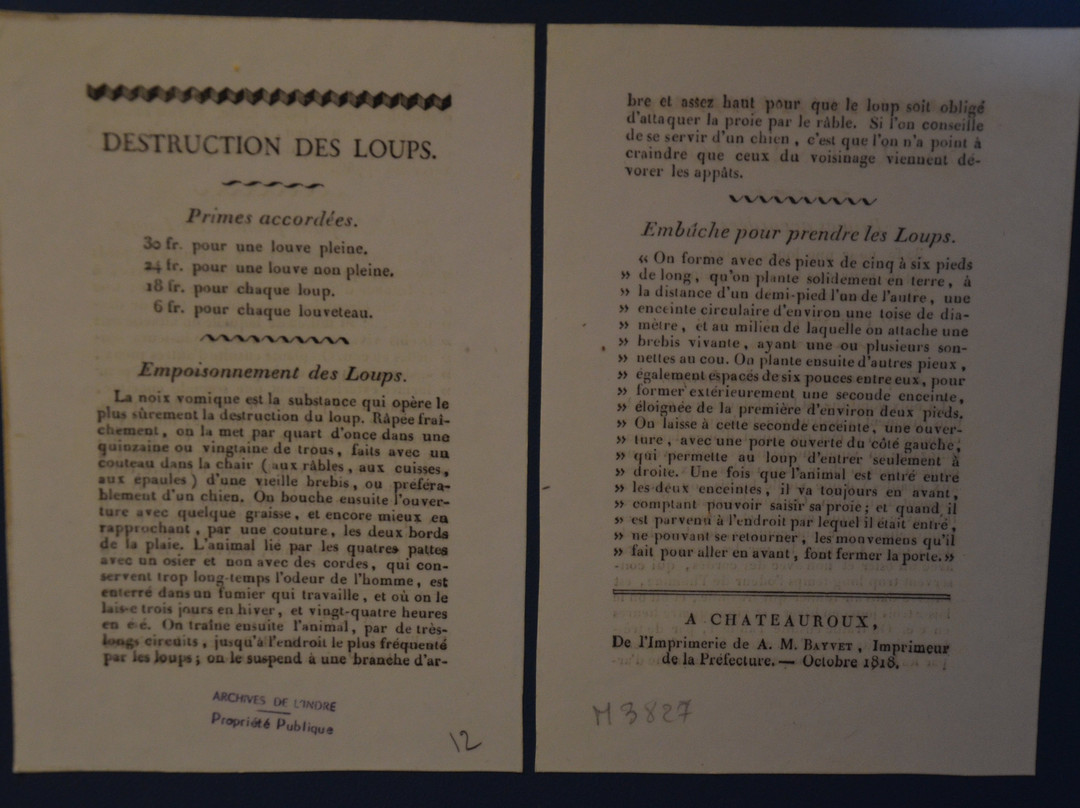 DESTRUCTION DES LOUPS.
Primes accordées.
30 fr. pour une louve pleine.
24 fr. pour une louve non pleine.
18 fr. pour chaque loup.
6 fr. pour chaque louveteau.
Empoisonnement des Loups.
La noix vomique est la substance qui opère le
plus sûrement la destruction du loup. Râpée fraî-
chement, on la met par quart d'once dans une
quinzaine ou vingtaine de trous, faits avec un
couteau dans la chair (aux râbles, aux cuisses,
aux épaules) d'une vieille brebis, ou préféra-
blement d'un chien. On bouche ensuite l'ouver-
ture avec quelque graisse, et encore mieux en
rapprochant, par une couture, les deux bords
de la plaie. L'animal lié par les quatre pattes
avec un osier et non avec des cordes, qui con-
servent trop long-temps l'odeur de l'homme, est
enterré dans un fumier qui travaille, et où on le
laisse trois jours en hiver, et vingt-quatre heures
en été. On traîne ensuite l'animal, par de très-
longs circuits, jusqu'à l'endroit le plus fréquenté
par les loups; on le suspend à une branche d'ar-
ARCHIVES DE L'INDRE
Propriété Publique
12
bre et assez haut pour que le loup soit obligé
d'attaquer la proie par le râble. Si l'on conseille
de se servir d'un chien, c'est que l'on n'a point à
craindre que ceux du voisinage viennent dé-
vorer les appâts.
Embûche pour prendre les Loups.
« On forme avec des pieux de cinq à six pieds
» de long, qu'on plante solidement en terre, à
» la distance d'un demi-pied l'un de l'autre, une
» enceinte circulaire d'environ une toise de dia-
» mètre, et au milieu de laquelle on attache une
» brebis vivante, ayant une ou plusieurs son-
» nettes au cou. On plante ensuite d'autres pieux,
» également espacés de six pouces entre eux, pour
» former extérieurement une seconde enceinte,
» éloignée de la première d'environ deux pieds.
» On laisse à cette seconde enceinte, une ouver-
» ture, avec une porte ouverte du côté gauche,
» qui permette au loup d'entrer seulement à
» droite. Une fois que l'animal est entré entre
» les deux enceintes, il va toujours en avant,
» comptant pouvoir saisir sa proie; et quand il
» est parvenu à l'endroit par lequel il était entré,
» ne pouvant se retourner, les mouvemens qu'il
» fait pour aller en avant, font fermer la porte. »
A CHATEAUROUX,
De l'Imprimerie de A. M. BAYVET, Imprimeur
de la Préfecture. — Octobre 1818.
M 3827